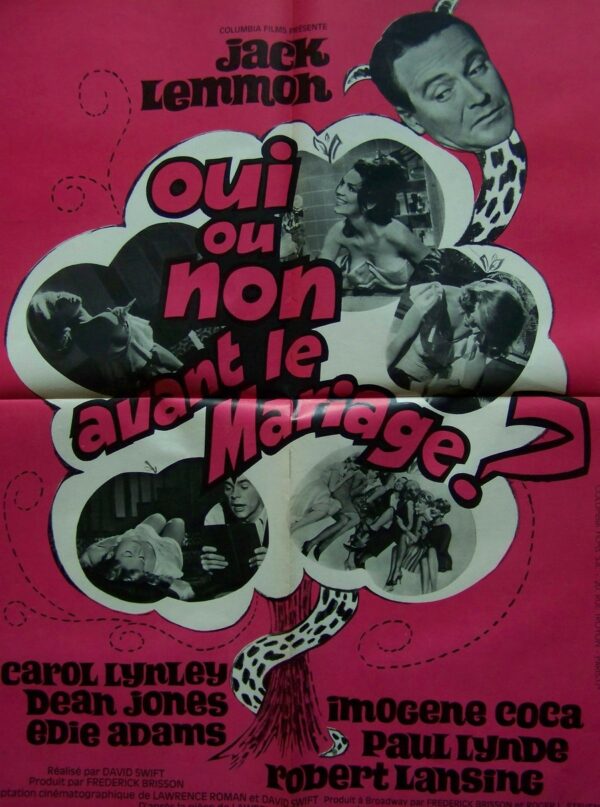 COLUMBIA FILMS PRÉSENTE
Jack
Lemmon
oui
ou
non
avant le
Mariage?
carol Lynley
Dean Jones
edie adams
imogene coca
Paul Lynde
Robert Lansing
Réalisé par DAVID SWIFT
Produit par FREDERICK BRISSON
ptation cinématographique de LAWRENCE ROMAN et DAVID SWIFT
Produit à Broadway par FREDERICK BRISSON